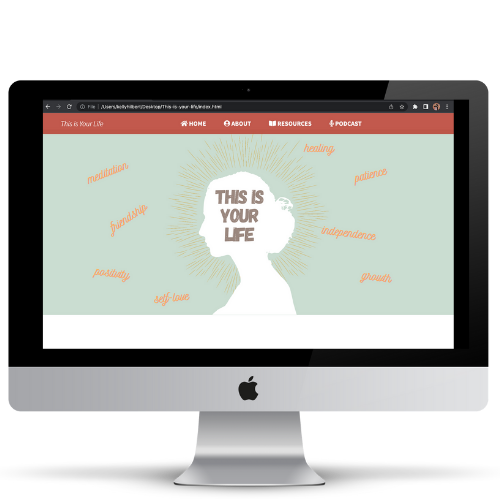 File /Users/kellyhilbert/Desktop/This-is-your-life/index.html
This is Your Life HOME ABOUT RESOURCES PODCAST
healing
meditation
patience
THIS IS
YOUR
LIFE
friendship
independence
positivity
growth
self-love